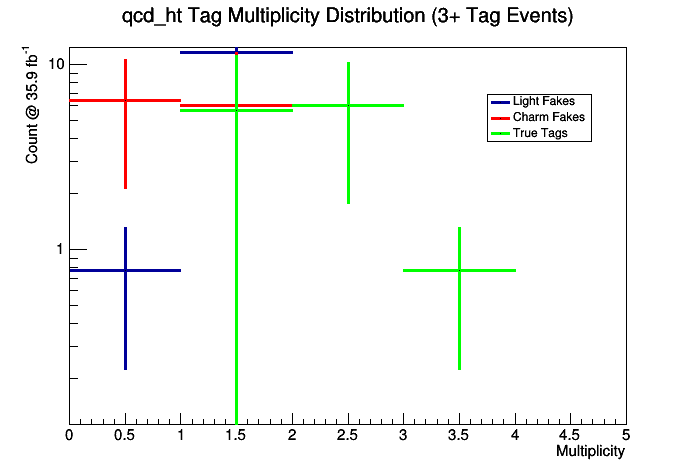 qcd_ht Tag Multiplicity Distribution (3+ Tag Events)
Count @ 35.9 fb-1
10
1
Light Fakes
Charm Fakes
True Tags
0 0.5 1 1.5 2 2.5 3 3.5 4 4.5 5
Multiplicity